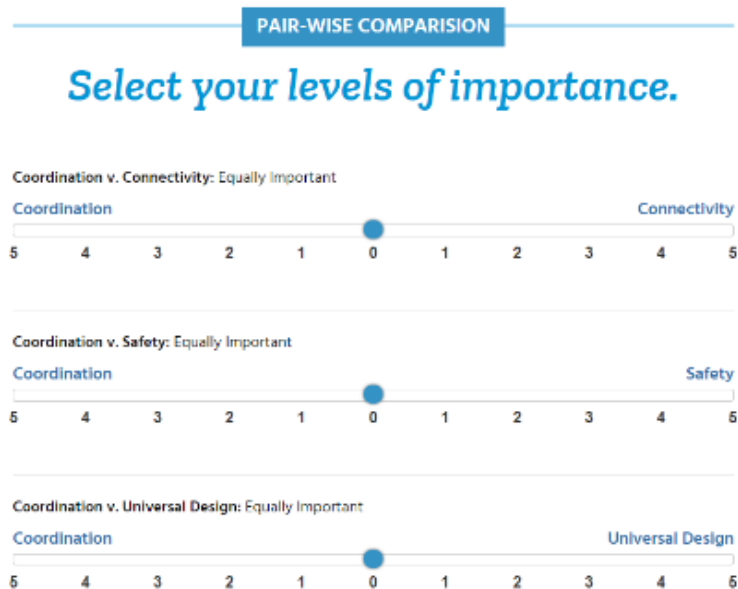 PAIR-WISE COMPARISION
Select your levels of importance.
Coordination v. Connectivity: Equally Important
Coordination Connectivity
5 4 3 2 1 0 1 2 3 4 5
Coordination v. Safety: Equally Important
Coordination Safety
5 4 3 2 1 0 1 2 3 4 5
Coordination v. Universal Design: Equally Important
Coordination Universal Design
5 4 3 2 1 0 1 2 3 4 5